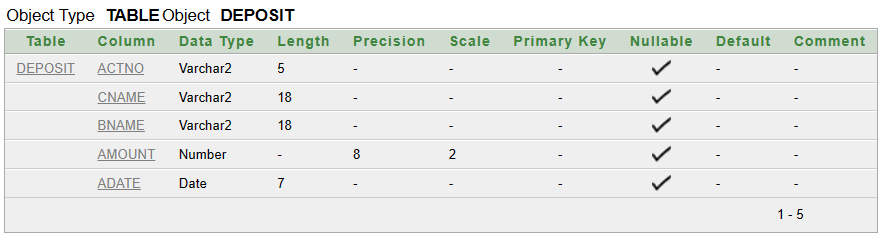 Object Type TABLE Object DEPOSIT
Table Column Data Type Length Precision Scale Primary Key Nullable Default Comment
DEPOSIT ACTNO Varchar2 5 - - - ✓ - -
CNAME Varchar2 18 - - - ✓ - -
BNAME Varchar2 18 - - - ✓ - -
AMOUNT Number - 8 2 - ✓ - -
ADATE Date 7 - - - ✓ - -
1 - 5